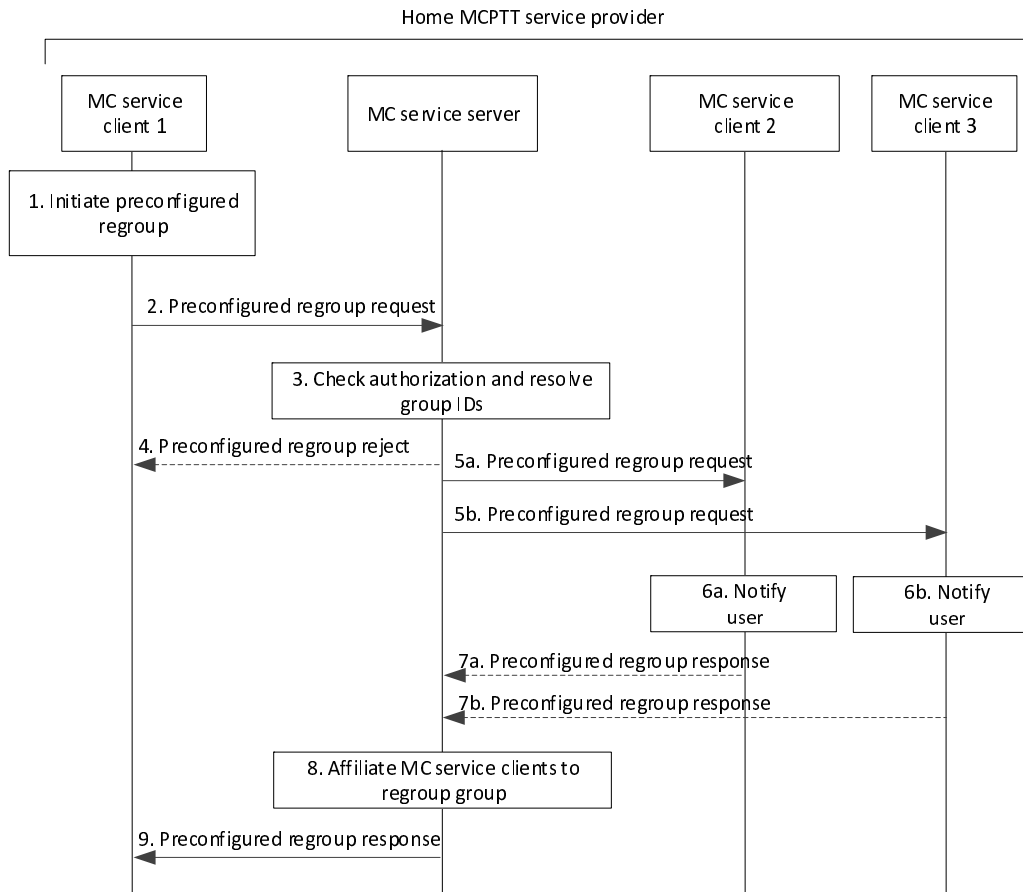 Home MCPTT service provider
MC service
client 1
MC service server
MC service
client 2
MC service
client 3
1. Initiate preconfigured
regroup
2. Preconfigured regroup request
3. Check authorization and resolve
group IDs
4. Preconfigured regroup reject
5a. Preconfigured regroup request
5b. Preconfigured regroup request
6a. Notify
user
6b. Notify
user
7a. Preconfigured regroup response
7b. Preconfigured regroup response
8. Affiliate MC service clients to
regroup group
9. Preconfigured regroup response